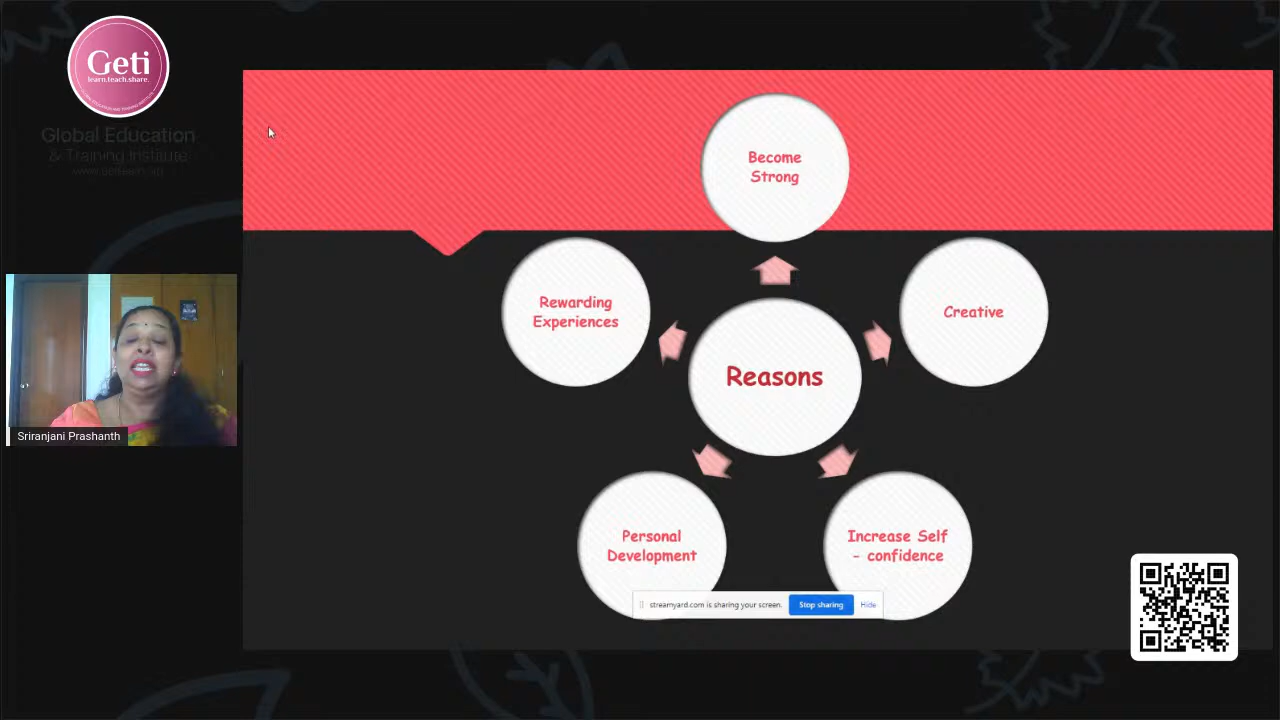 Geti
learn.teach.share.
Global Education
& Training Institute
Become
Strong
Rewarding
Experiences
Creative
Reasons
Personal
Development
Increase Self
- confidence
streamyard.com is sharing your screen.
Stop sharing
Hide
Sriranjani Prashanth